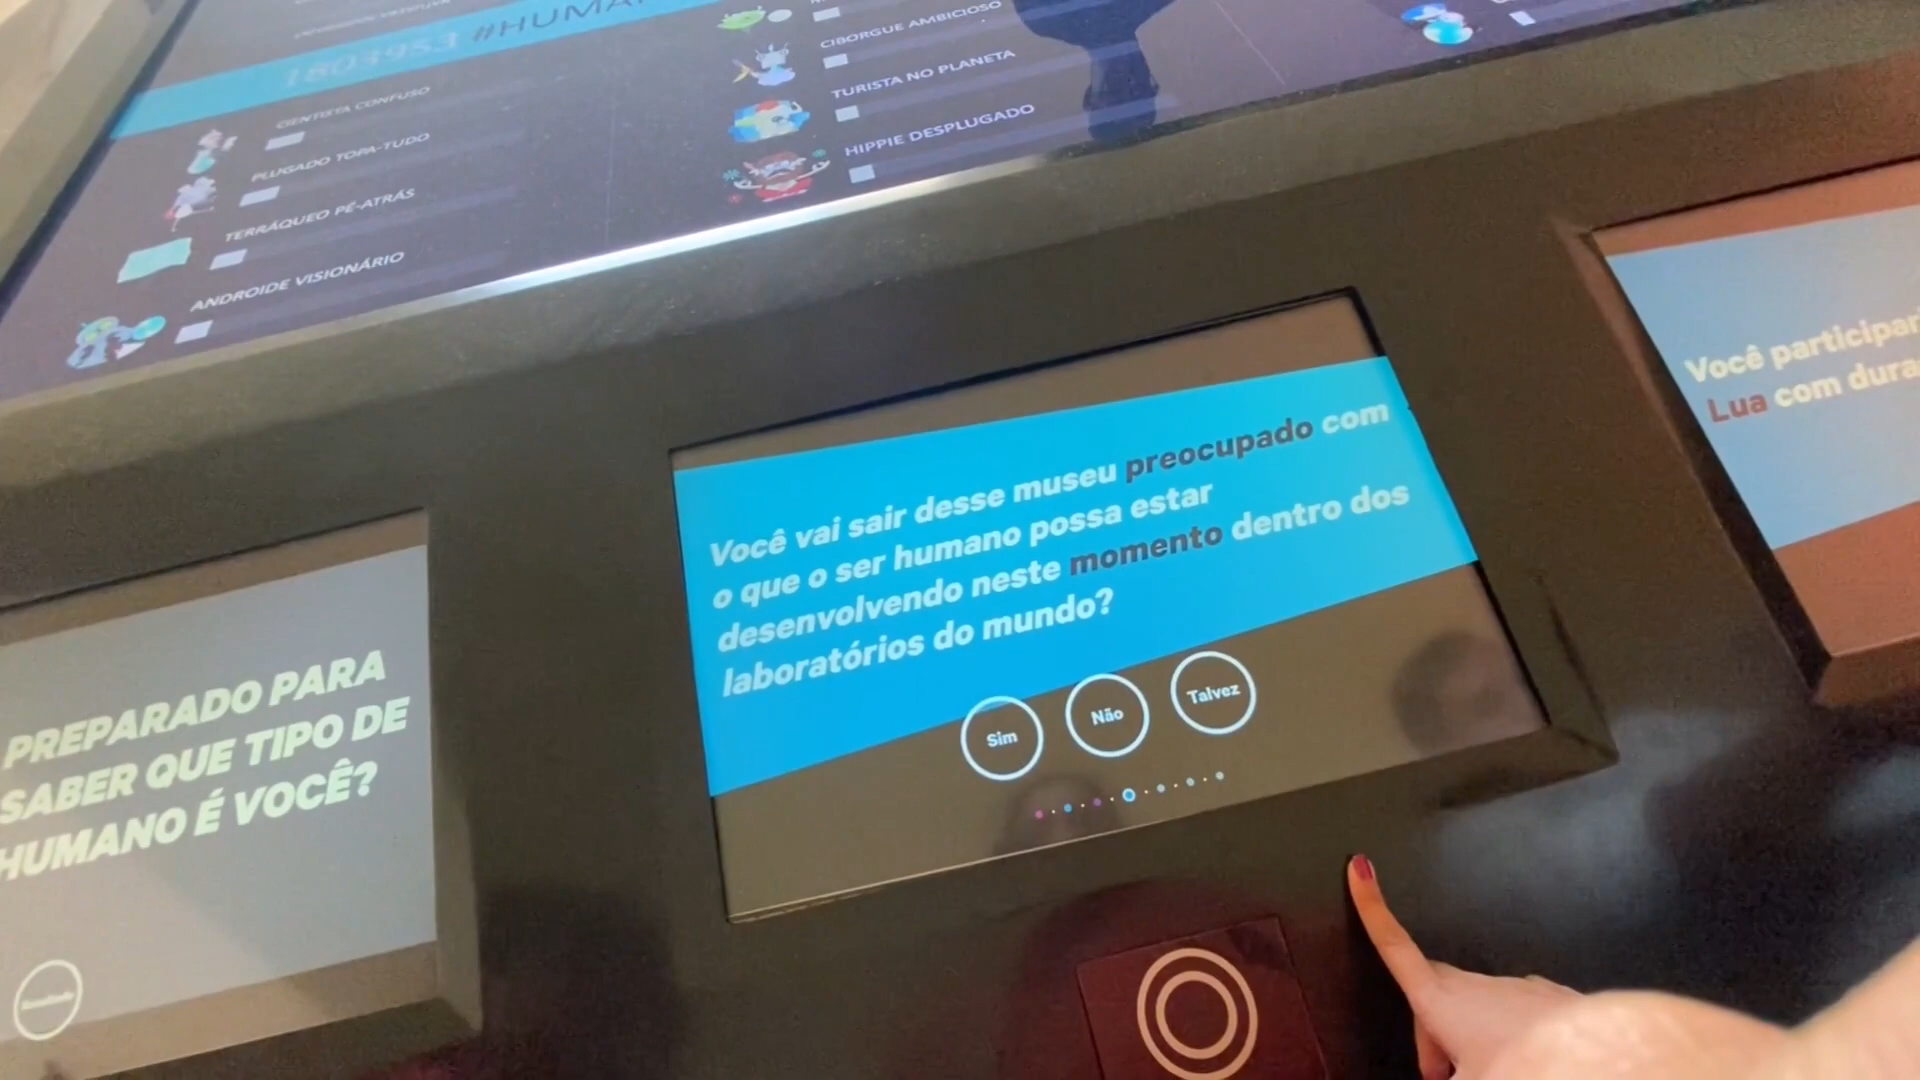 #HUMA
CIENTISTA CONFUSO
PLUGADO TOPA-TUDO
TERRÁQUEO PÉ-ATRÁS
ANDROIDE VISIONÁRIO
CIBORGUE AMBICIOSO
TURISTA NO PLANETA
HIPPIE DESPLUGADO
PREPARADO PARA
SABER QUE TIPO DE
HUMANO É VOCÊ?
Você vai sair desse museu preocupado com
o que o ser humano possa estar
desenvolvendo neste momento dentro dos
laboratórios do mundo?
Sim
Não
Talvez
Você participar
Lua com dura